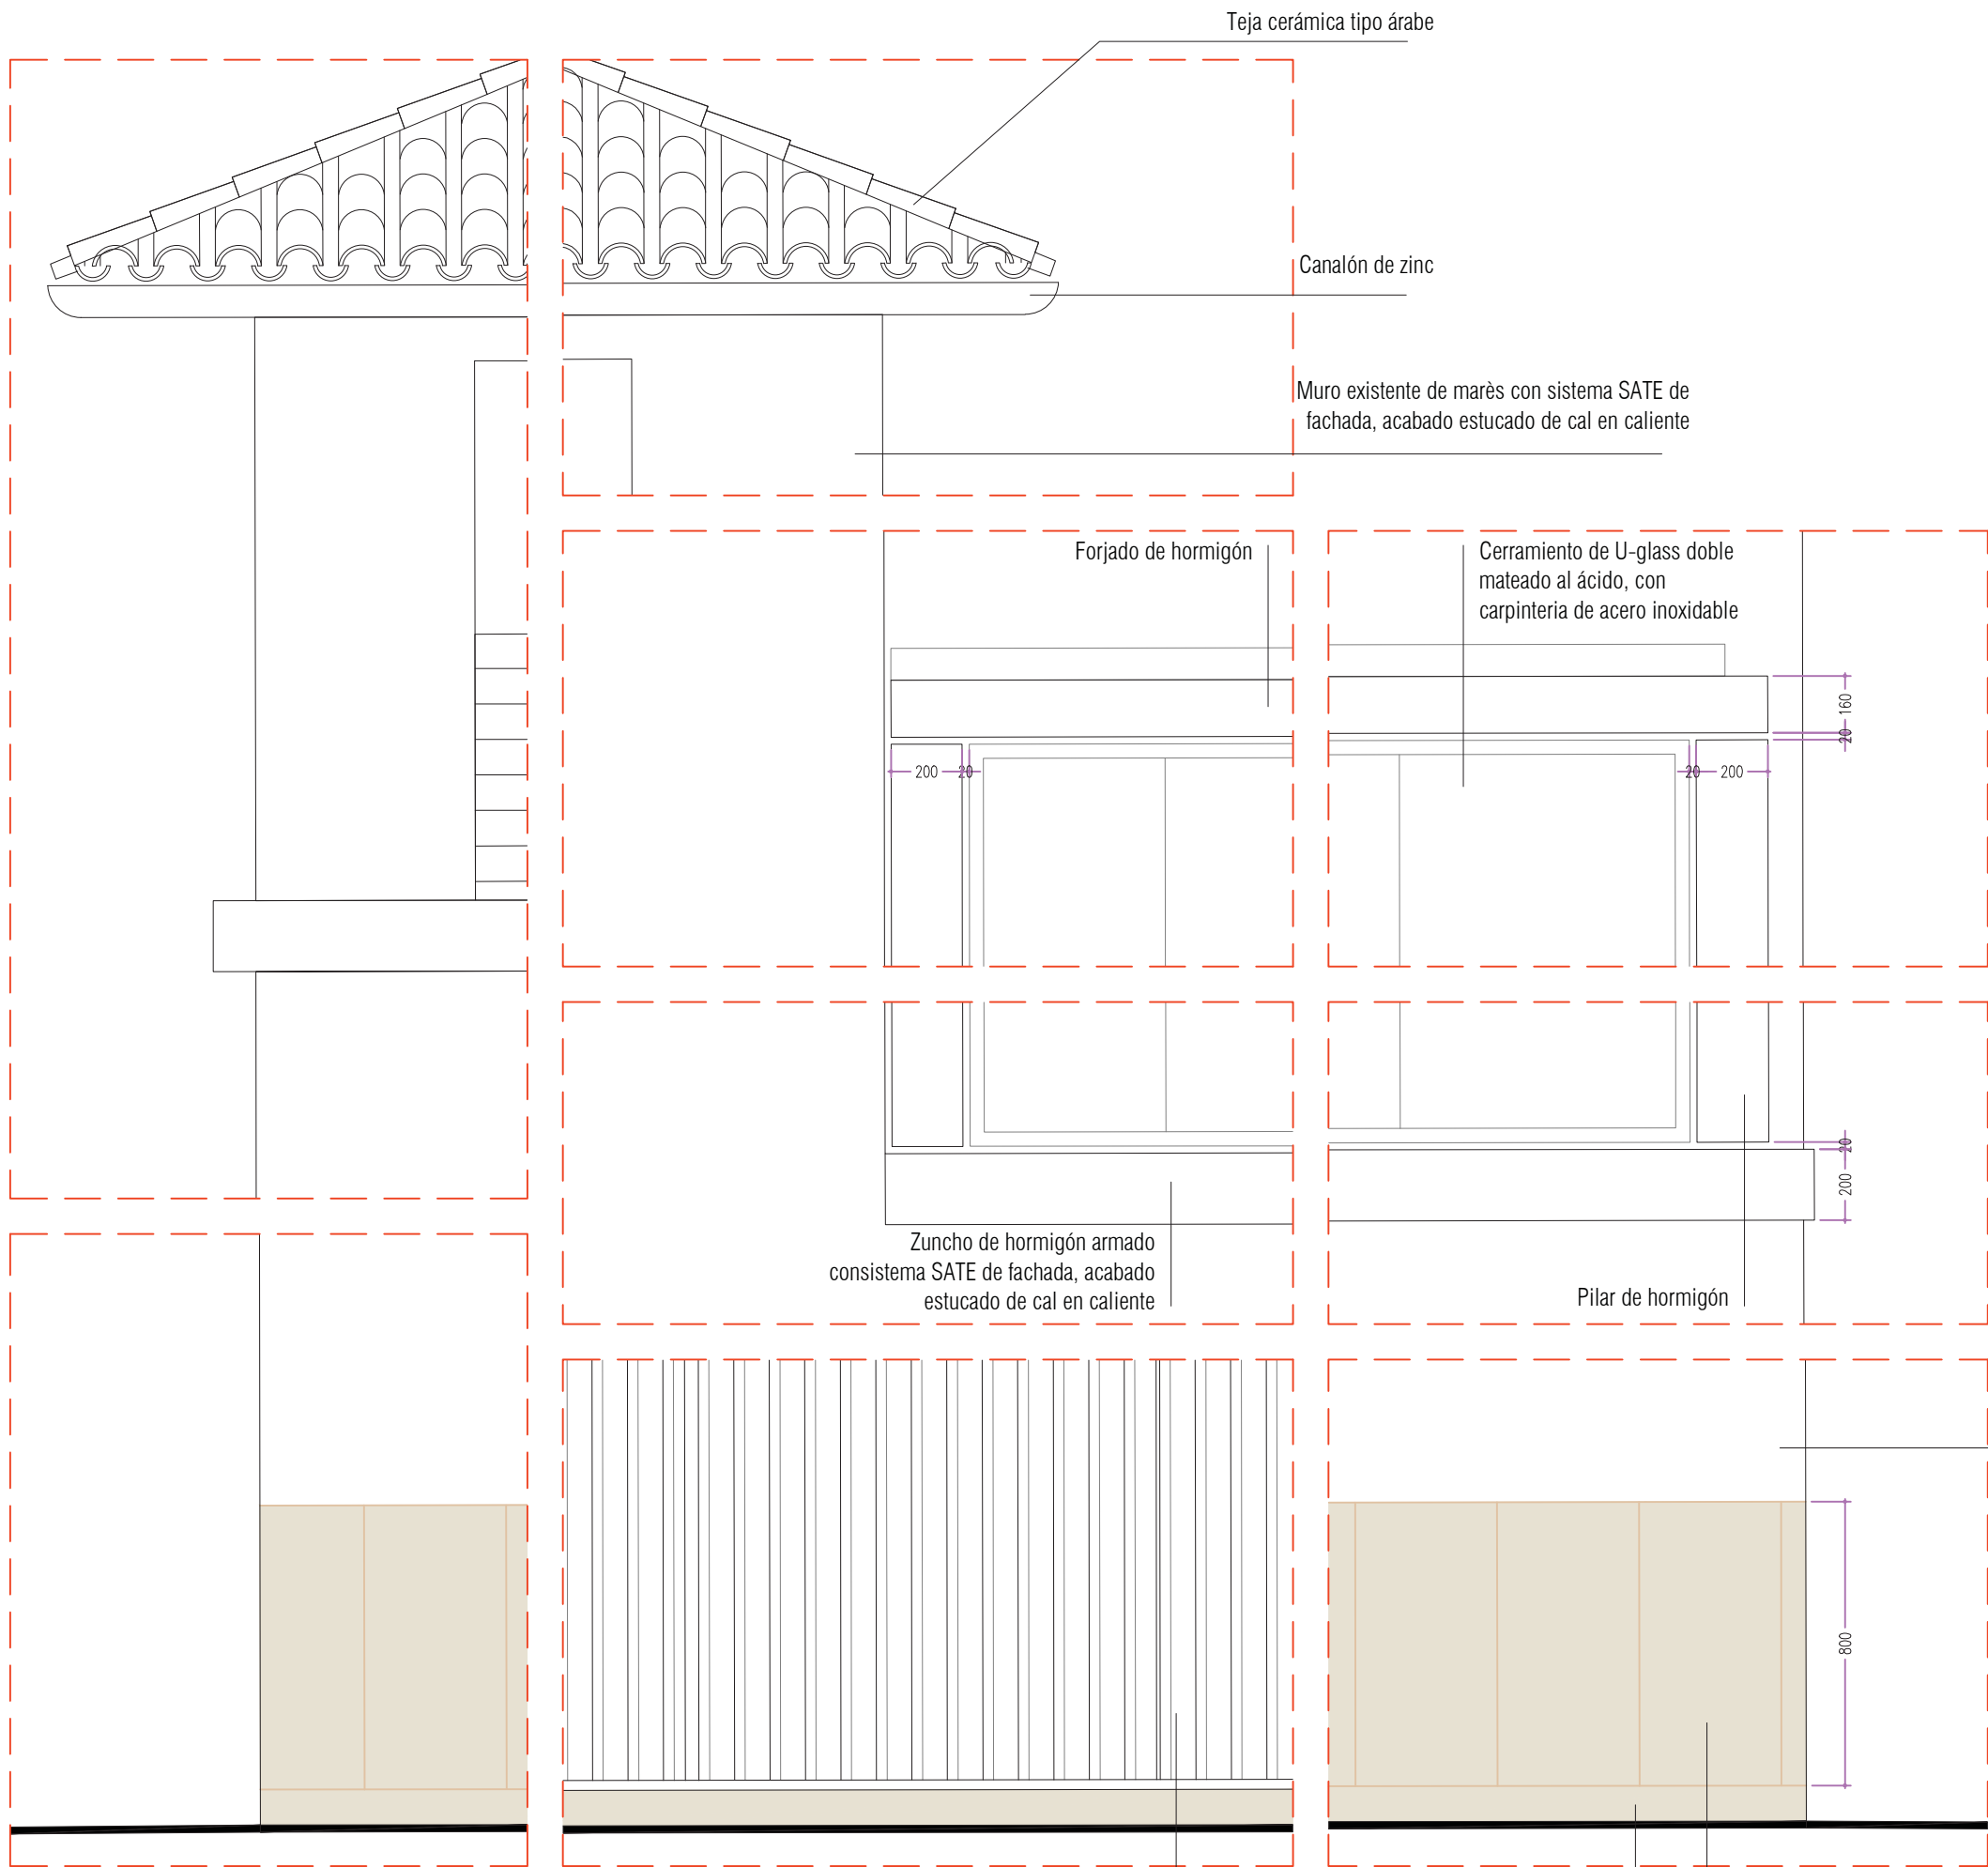 Teja cerámica tipo árabe
Canalón de zinc
Muro existente de marès con sistema SATE de
fachada, acabado estucado de cal en caliente
Forjado de hormigón
Cerramiento de U-glass doble
mateado al ácido, con
carpinteria de acero inoxidable
160
20
200
20
20
200
20
200
Zuncho de hormigón armado
consistema SATE de fachada, acabado
estucado de cal en caliente
Pilar de hormigón
800